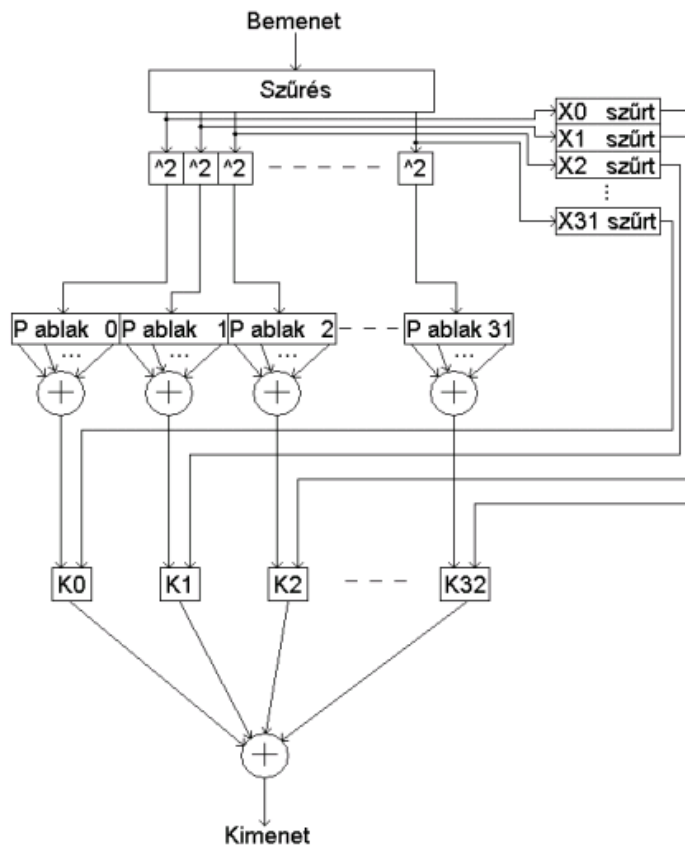 Bemenet
Szűrés
X0 szűrt
X1 szűrt
X2 szűrt
⋮
X31 szűrt
^2 ^2 ^2 ^2
P ablak 0 P ablak 1 P ablak 2 P ablak 31
... ... ... ...
+ + + +
K0 K1 K2 K32
+
Kimenet